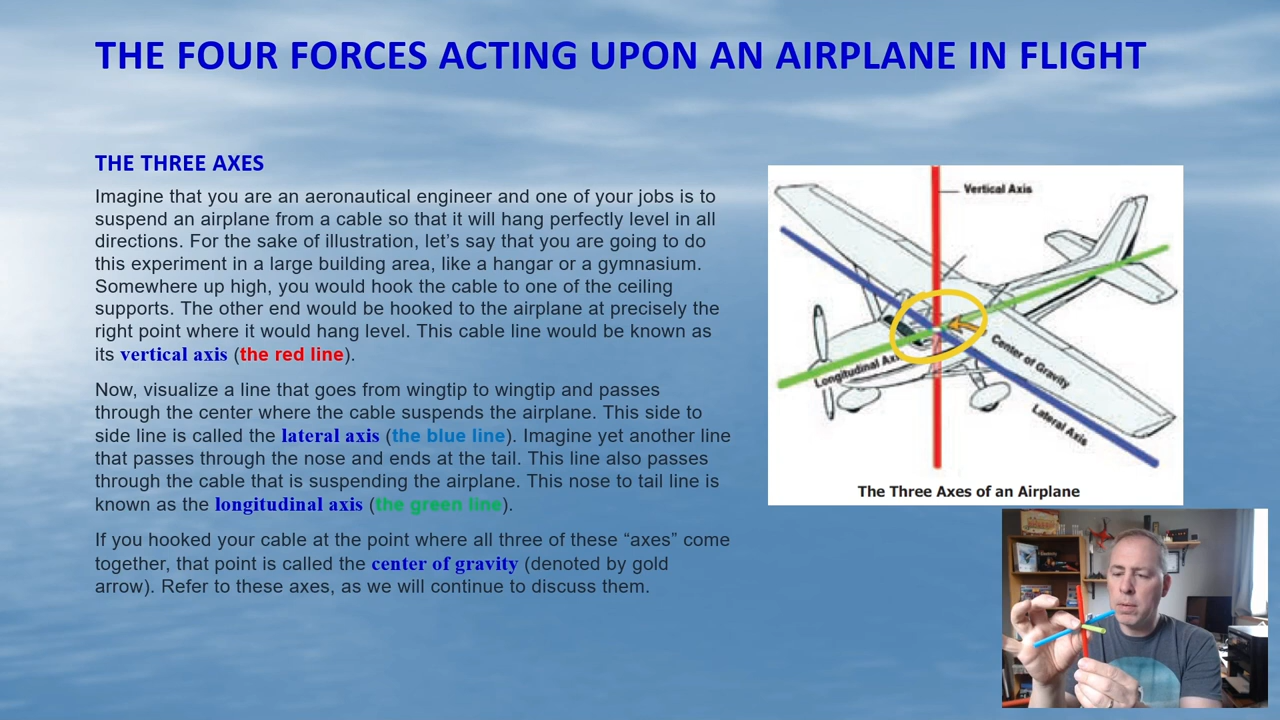 THE FOUR FORCES ACTING UPON AN AIRPLANE IN FLIGHT
THE THREE AXES
Imagine that you are an aeronautical engineer and one of your jobs is to
suspend an airplane from a cable so that it will hang perfectly level in all
directions. For the sake of illustration, let’s say that you are going to do
this experiment in a large building area, like a hangar or a gymnasium.
Somewhere up high, you would hook the cable to one of the ceiling
supports. The other end would be hooked to the airplane at precisely the
right point where it would hang level. This cable line would be known as
its vertical axis (the red line).
Now, visualize a line that goes from wingtip to wingtip and passes
through the center where the cable suspends the airplane. This side to
side line is called the lateral axis (the blue line). Imagine yet another line
that passes through the nose and ends at the tail. This line also passes
through the cable that is suspending the airplane. This nose to tail line is
known as the longitudinal axis (the green line).
If you hooked your cable at the point where all three of these “axes” come
together, that point is called the center of gravity (denoted by gold
arrow). Refer to these axes, as we will continue to discuss them.
Vertical Axis
Center of Gravity
Longitudinal Axi
Lateral Axis
The Three Axes of an Airplane